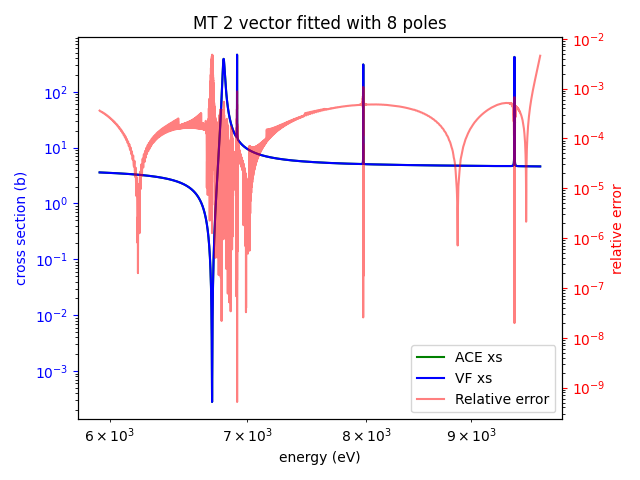 MT 2 vector fitted with 8 poles
cross section (b)
10²
10¹
10⁰
10⁻¹
10⁻²
10⁻³
10⁻²
10⁻³
10⁻⁴
10⁻⁵
10⁻⁶
10⁻⁷
10⁻⁸
10⁻⁹
relative error
ACE xs
VF xs
Relative error
6 × 10³ 7 × 10³ 8 × 10³ 9 × 10³
energy (eV)